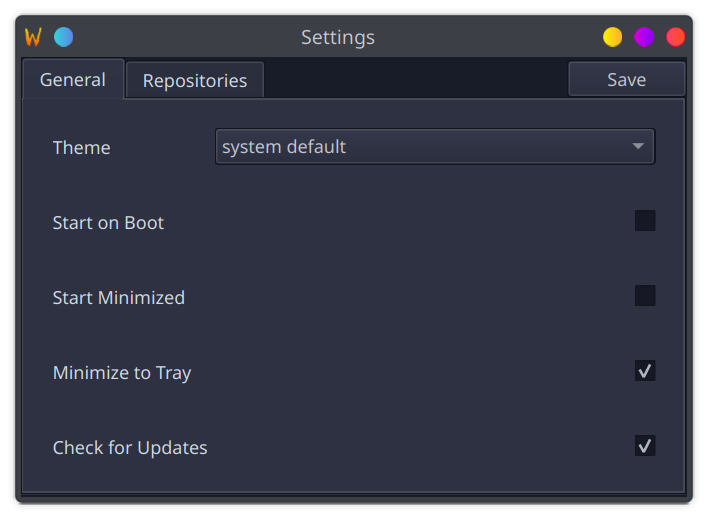 W
Settings
General
Repositories
Save
Theme
system default
Start on Boot
Start Minimized
Minimize to Tray
Check for Updates